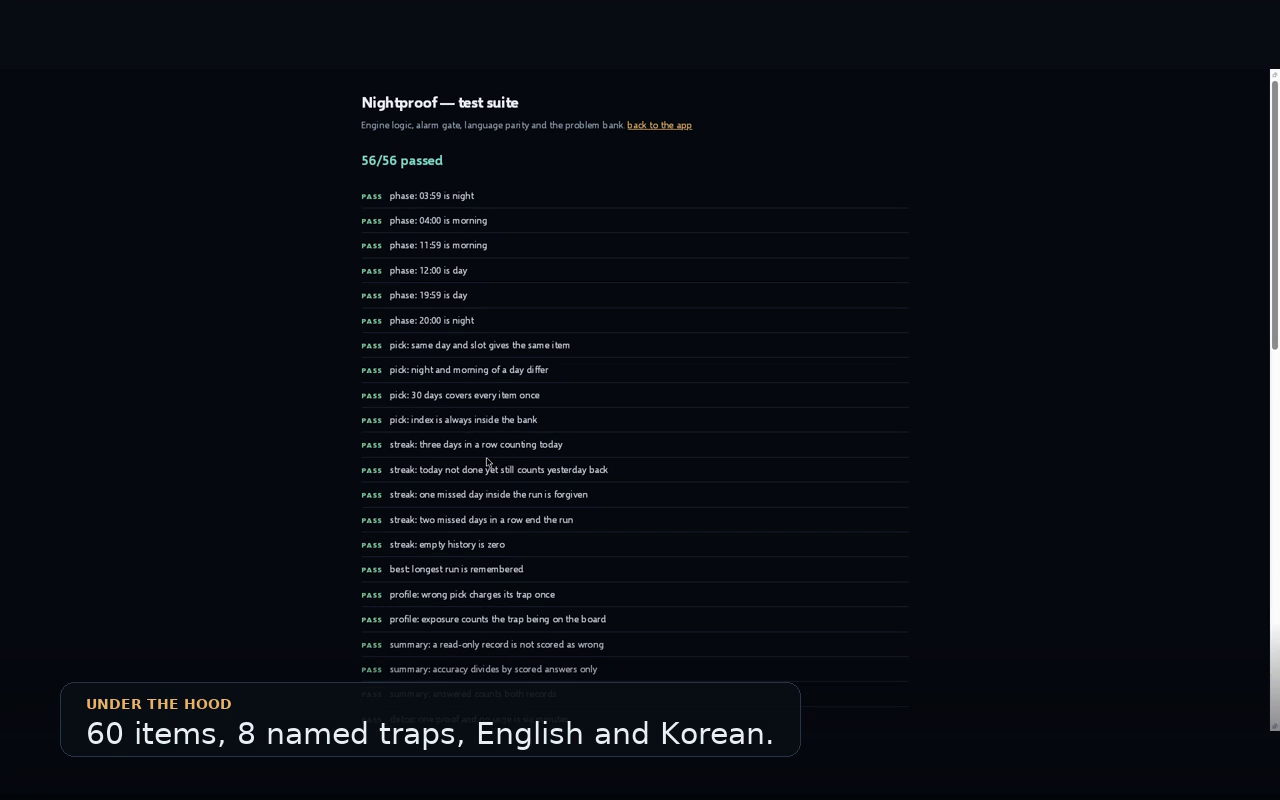 Nightproof — test suite
Engine logic, alarm gate, language parity and the problem bank. back to the app
56/56 passed
PASS phase: 03:59 is night
PASS phase: 04:00 is morning
PASS phase: 11:59 is morning
PASS phase: 12:00 is day
PASS phase: 19:59 is day
PASS phase: 20:00 is night
PASS pick: same day and slot gives the same item
PASS pick: night and morning of a day differ
PASS pick: 30 days covers every item once
PASS pick: index is always inside the bank
PASS streak: three days in a row counting today
PASS streak: today not done yet still counts yesterday back
PASS streak: one missed day inside the run is forgiven
PASS streak: two missed days in a row end the run
PASS streak: empty history is zero
PASS best: longest run is remembered
PASS profile: wrong pick charges its trap once
PASS profile: exposure counts the trap being on the board
PASS summary: a read-only record is not scored as wrong
PASS summary: accuracy divides by scored answers only
PASS summary: answered counts both records
UNDER THE HOOD
60 items, 8 named traps, English and Korean.